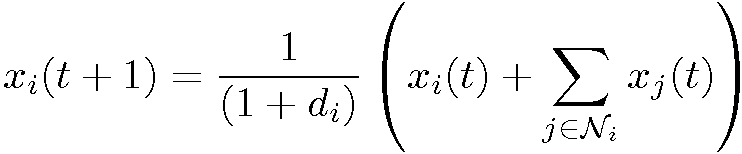 x_i(t + 1) = \frac{1}{(1 + d_i)} \left( x_i(t) + \sum_{j \in \mathcal{N}_i} x_j(t) \right)